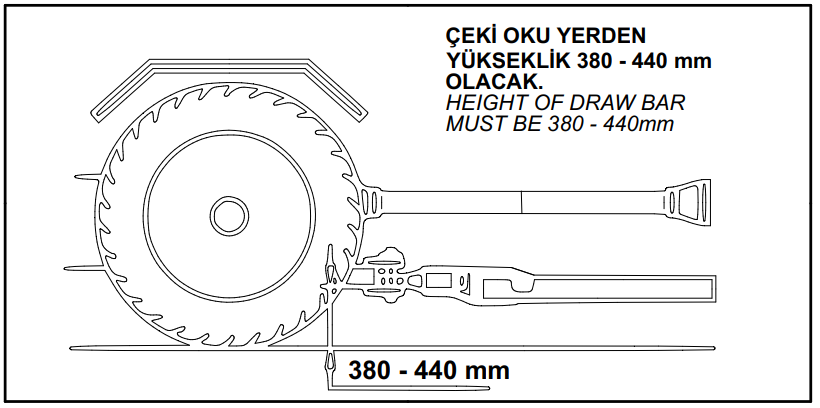 ÇEKİ OKU YERDEN
YÜKSEKLİK 380 - 440 mm
OLACAK.
HEIGHT OF DRAW BAR
MUST BE 380 - 440mm
380 - 440 mm